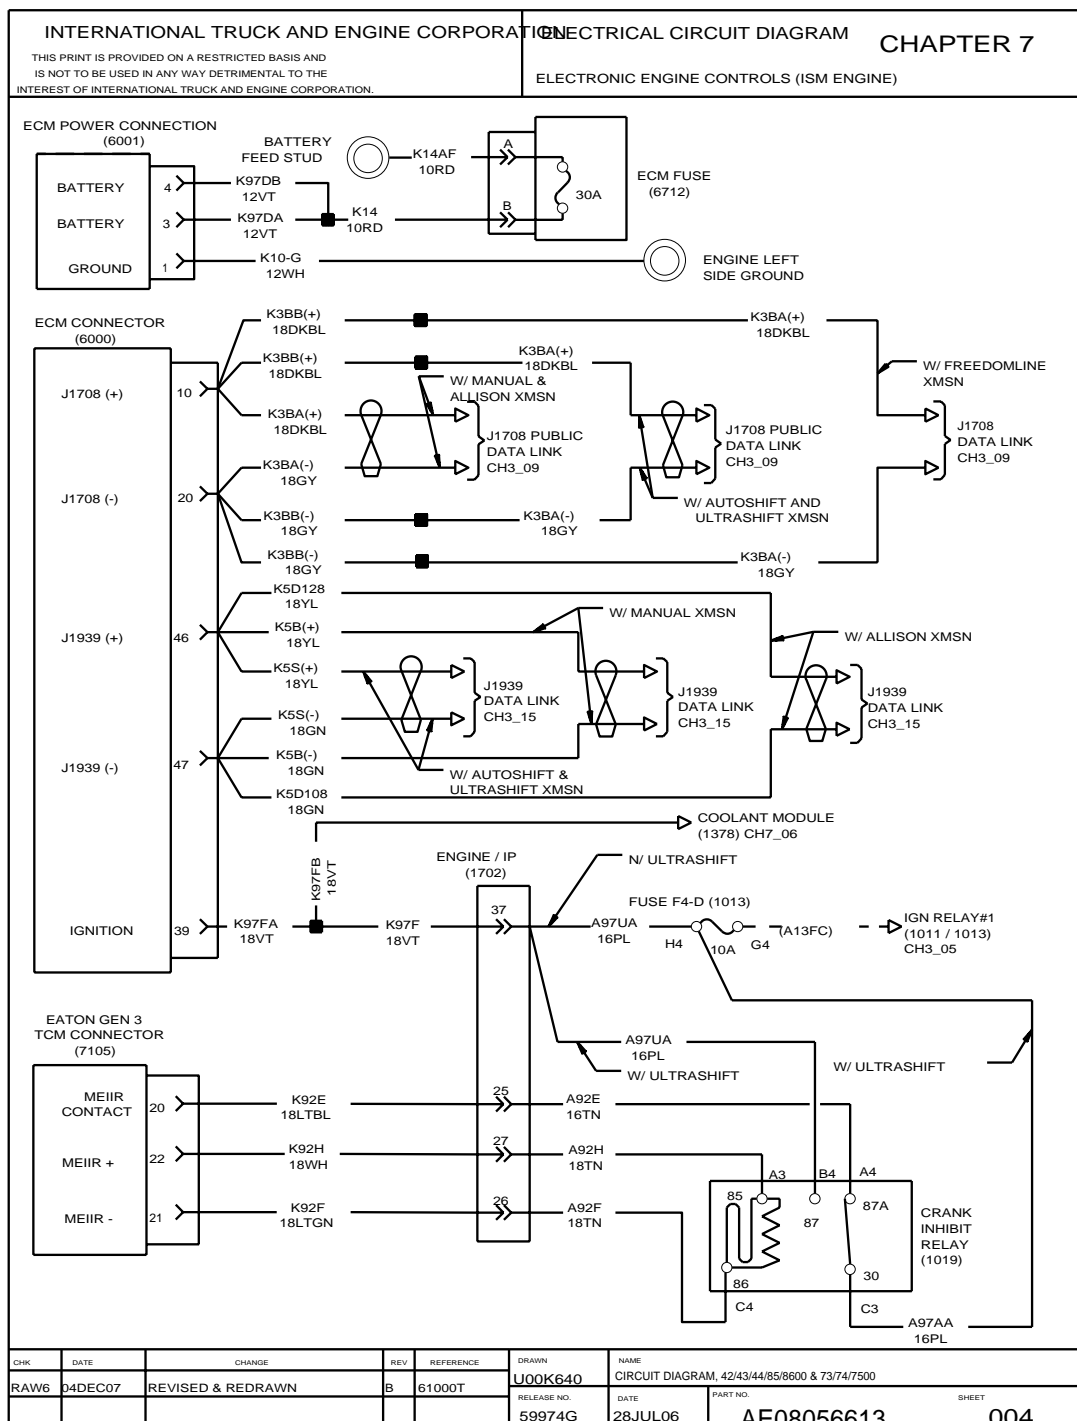 INTERNATIONAL TRUCK AND ENGINE CORPORATION
THIS PRINT IS PROVIDED ON A RESTRICTED BASIS AND
IS NOT TO BE USED IN ANY WAY DETRIMENTAL TO THE
INTEREST OF INTERNATIONAL TRUCK AND ENGINE CORPORATION.
ELECTRICAL CIRCUIT DIAGRAM
CHAPTER 7
ELECTRONIC ENGINE CONTROLS (ISM ENGINE)
ECM POWER CONNECTION
(6001)
BATTERY
FEED STUD
K14AF
10RD
A
ECM FUSE
(6712)
30A
BATTERY
4
K97DB
12VT
BATTERY
3
K97DA
12VT
K14
10RD
B
GROUND
1
K10-G
12WH
ENGINE LEFT
SIDE GROUND
ECM CONNECTOR
(6000)
K3BB(+)
18DKBL
K3BA(+)
18DKBL
K3BB(+)
18DKBL
K3BA(+)
18DKBL
W/ FREEDOMLINE
XMSN
J1708 (+)
10
W/ MANUAL &
ALLISON XMSN
K3BA(+)
18DKBL
J1708 PUBLIC
DATA LINK
CH3_09
J1708 PUBLIC
DATA LINK
CH3_09
J1708
DATA LINK
CH3_09
K3BA(-)
18GY
J1708 (-)
20
W/ AUTOSHIFT AND
ULTRASHIFT XMSN
K3BB(-)
18GY
K3BA(-)
18GY
K3BB(-)
18GY
K3BA(-)
18GY
K5D128
18YL
W/ MANUAL XMSN
J1939 (+)
46
K5B(+)
18YL
W/ ALLISON XMSN
K5S(+)
18YL
J1939
DATA LINK
CH3_15
J1939
DATA LINK
CH3_15
J1939
DATA LINK
CH3_15
K5S(-)
18GN
J1939 (-)
47
K5B(-)
18GN
W/ AUTOSHIFT &
ULTRASHIFT XMSN
K5D108
18GN
COOLANT MODULE
(1378) CH7_06
K97FB
18VT
ENGINE / IP
(1702)
N/ ULTRASHIFT
FUSE F4-D (1013)
IGNITION
39
K97FA
18VT
K97F
18VT
37
A97UA
16PL
H4
10A
G4
(A13FC)
IGN RELAY#1
(1011 / 1013)
CH3_05
EATON GEN 3
TCM CONNECTOR
(7105)
A97UA
16PL
W/ ULTRASHIFT
W/ ULTRASHIFT
MEIIR
CONTACT
20
K92E
18LTBL
25
A92E
16TN
MEIIR +
22
K92H
18WH
27
A92H
18TN
A3
B4
A4
MEIIR -
21
K92F
18LTGN
26
A92F
18TN
85
87
87A
CRANK
INHIBIT
RELAY
(1019)
86
30
C4
C3
A97AA
16PL
CHK DATE CHANGE REV REFERENCE
RAW6 04DEC07 REVISED & REDRAWN B 61000T
DRAWN
U00K640
NAME
CIRCUIT DIAGRAM, 42/43/44/85/8600 & 73/74/7500
RELEASE NO.
59974G
DATE
28JUL06
PART NO.
AF08056613
SHEET
004